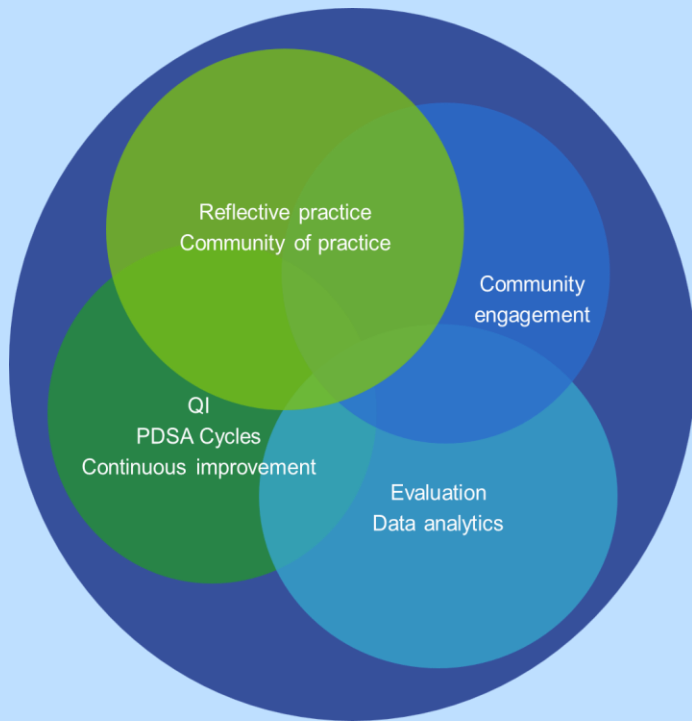 Reflective practice
Community of practice
Community
engagement
QI
PDSA Cycles
Continuous improvement
Evaluation
Data analytics